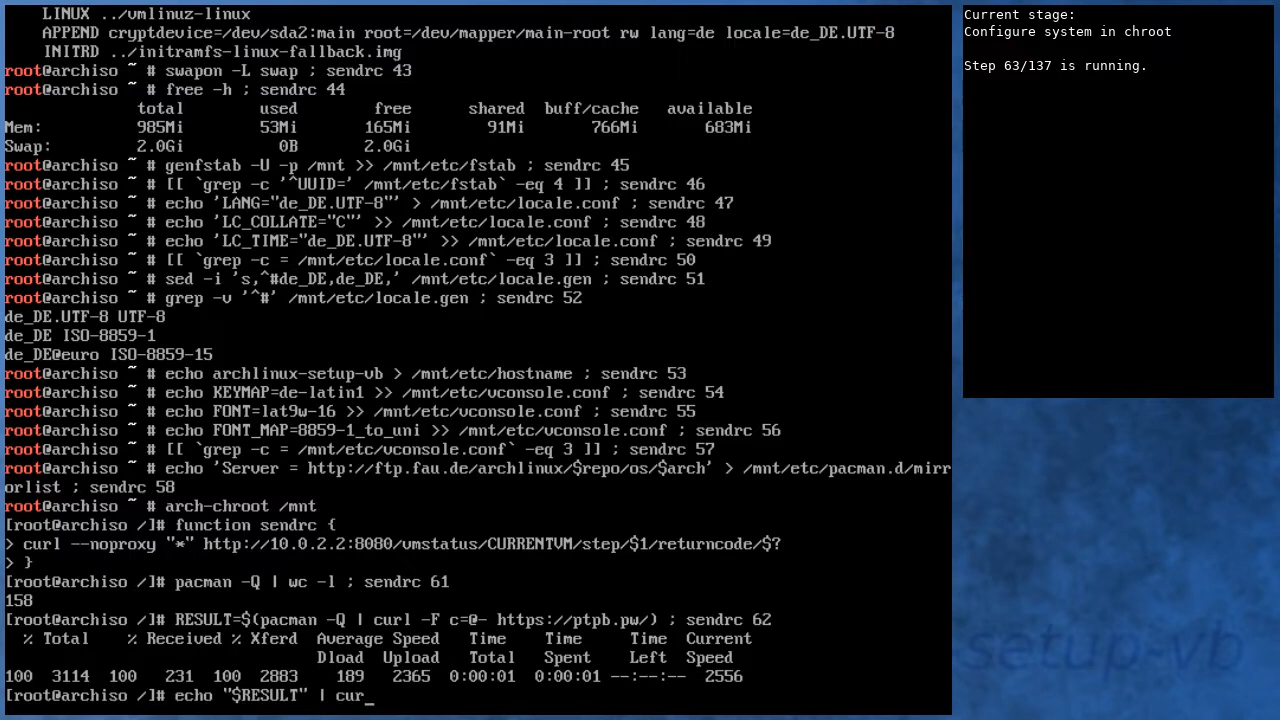 LINUX ../vmlinuz-linux
APPEND cryptdevice=/dev/sda2:main root=/dev/mapper/main-root rw lang=de locale=de_DE.UTF-8
INITRD ../initramfs-linux-fallback.img
root@archiso ~ # swapon -L swap ; sendrc 43
root@archiso ~ # free -h ; sendrc 44
total used free shared buff/cache available
Mem: 985Mi 53Mi 165Mi 91Mi 766Mi 683Mi
Swap: 2.0Gi 0B 2.0Gi
root@archiso ~ # genfstab -U -p /mnt >> /mnt/etc/fstab ; sendrc 45
root@archiso ~ # [[ `grep -c '^UUID=' /mnt/etc/fstab` -eq 4 ]] ; sendrc 46
root@archiso ~ # echo 'LANG="de_DE.UTF-8"' > /mnt/etc/locale.conf ; sendrc 47
root@archiso ~ # echo 'LC_COLLATE="C"' >> /mnt/etc/locale.conf ; sendrc 48
root@archiso ~ # echo 'LC_TIME="de_DE.UTF-8"' >> /mnt/etc/locale.conf ; sendrc 49
root@archiso ~ # [[ `grep -c = /mnt/etc/locale.conf` -eq 3 ]] ; sendrc 50
root@archiso ~ # sed -i 's,^#de_DE,de_DE,' /mnt/etc/locale.gen ; sendrc 51
root@archiso ~ # grep -v '^#' /mnt/etc/locale.gen ; sendrc 52
de_DE.UTF-8 UTF-8
de_DE ISO-8859-1
de_DE@euro ISO-8859-15
root@archiso ~ # echo archlinux-setup-vb > /mnt/etc/hostname ; sendrc 53
root@archiso ~ # echo KEYMAP=de-latin1 >> /mnt/etc/vconsole.conf ; sendrc 54
root@archiso ~ # echo FONT=lat9w-16 >> /mnt/etc/vconsole.conf ; sendrc 55
root@archiso ~ # echo FONT_MAP=8859-1_to_uni >> /mnt/etc/vconsole.conf ; sendrc 56
root@archiso ~ # [[ `grep -c = /mnt/etc/vconsole.conf` -eq 3 ]] ; sendrc 57
root@archiso ~ # echo 'Server = http://ftp.fau.de/archlinux/$repo/os/$arch' > /mnt/etc/pacman.d/mirr
orlist ; sendrc 58
root@archiso ~ # arch-chroot /mnt
[root@archiso /]# function sendrc {
> curl --noproxy "*" http://10.0.2.2:8080/vmstatus/CURRENTVM/step/$1/returncode/$?
> }
[root@archiso /]# pacman -Q | wc -l ; sendrc 61
158
[root@archiso /]# RESULT=$(pacman -Q | curl -F c=@- https://ptpb.pw/) ; sendrc 62
% Total % Received % Xferd Average Speed Time Time Time Current
Dload Upload Total Spent Left Speed
100 3114 100 231 100 2883 189 2365 0:00:01 0:00:01 --:--:-- 2556
[root@archiso /]# echo "$RESULT" | cur_
Current stage:
Configure system in chroot
Step 63/137 is running.
setup-vb